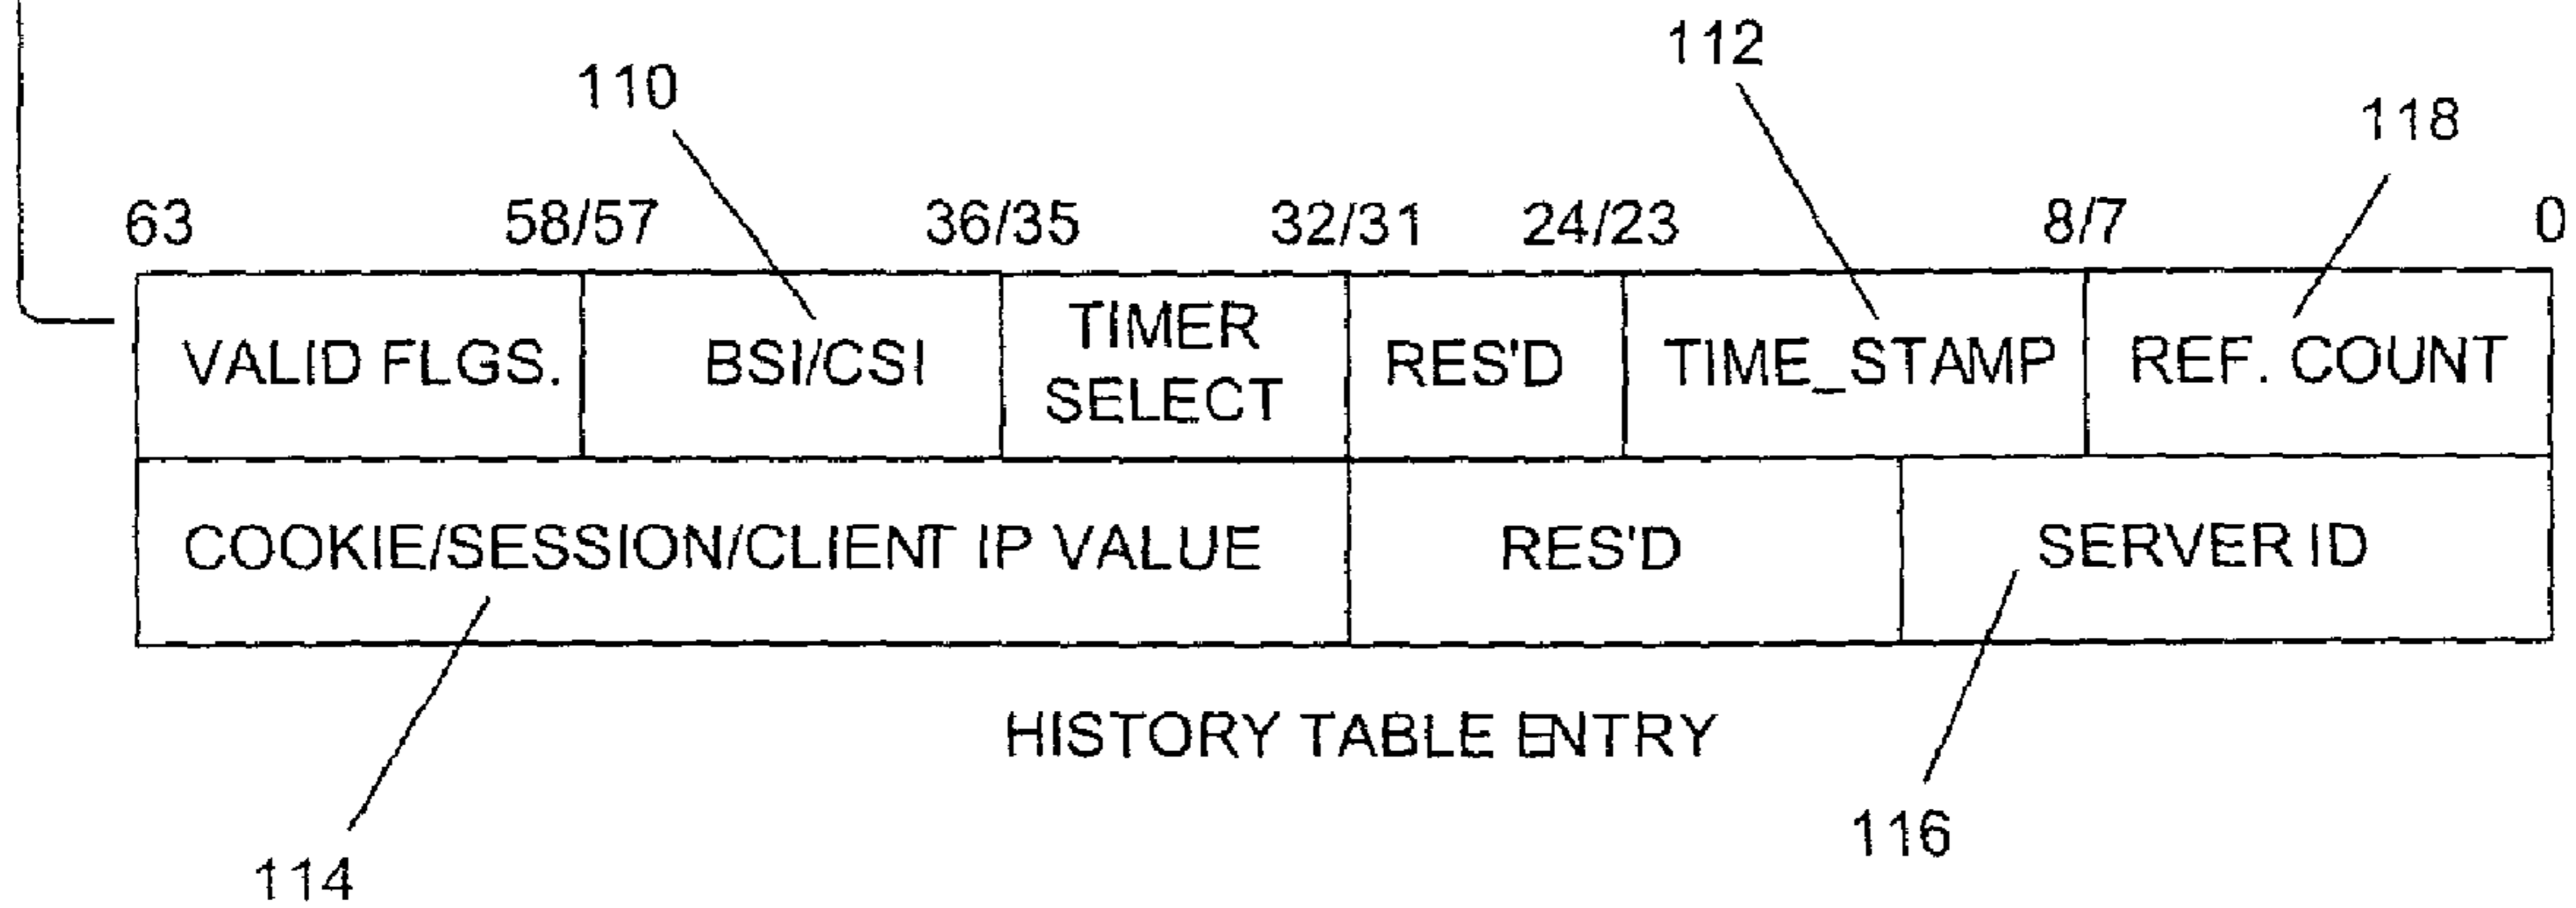 112
110
118
63 58/57 36/35 32/31 24/23 8/7 0
VALID FLGS. BSI/CSI TIMER SELECT RES'D TIME_STAMP REF. COUNT
COOKIE/SESSION/CLIENT IP VALUE RES'D SERVER ID
HISTORY TABLE ENTRY
116
114